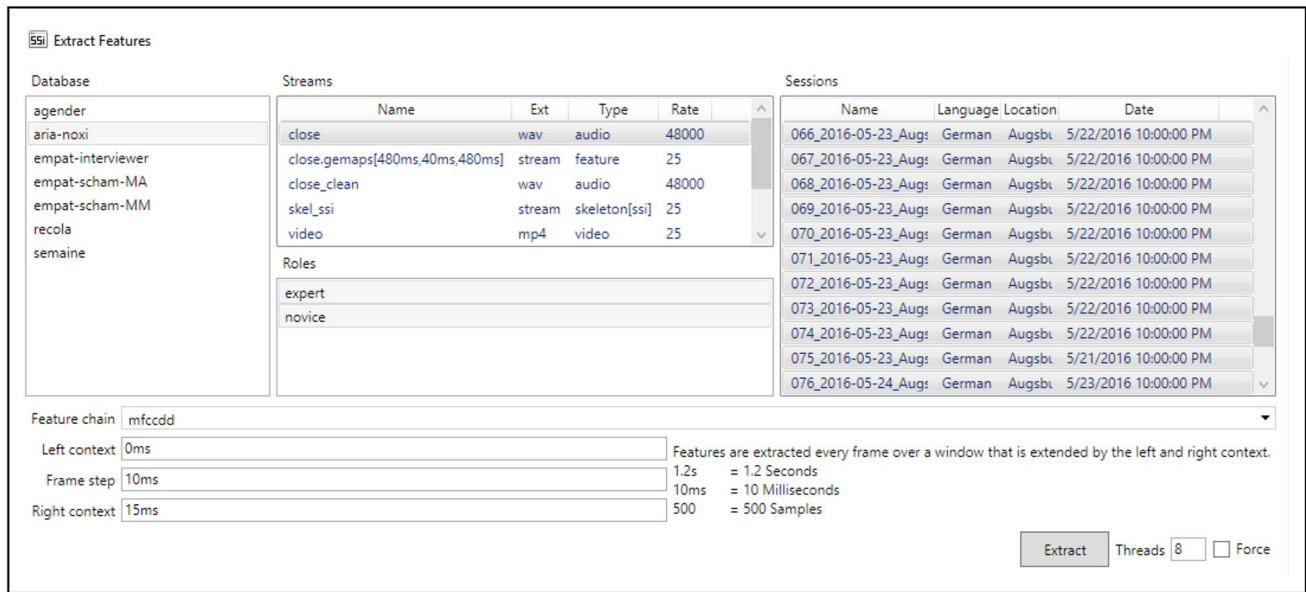 SSI Extract Features
Database
agender
aria-noxi
empat-interviewer
empat-scham-MA
empat-scham-MM
recola
semaine
Streams
Name Ext Type Rate
close wav audio 48000
close.gemaps[480ms,40ms,480ms] stream feature 25
close_clean wav audio 48000
skel_ssi stream skeleton[ssi] 25
video mp4 video 25
Roles
expert
novice
Sessions
Name Language Location Date
066_2016-05-23_Augs German Augsbu 5/22/2016 10:00:00 PM
067_2016-05-23_Augs German Augsbu 5/22/2016 10:00:00 PM
068_2016-05-23_Augs German Augsbu 5/22/2016 10:00:00 PM
069_2016-05-23_Augs German Augsbu 5/22/2016 10:00:00 PM
070_2016-05-23_Augs German Augsbu 5/22/2016 10:00:00 PM
071_2016-05-23_Augs German Augsbu 5/22/2016 10:00:00 PM
072_2016-05-23_Augs German Augsbu 5/22/2016 10:00:00 PM
073_2016-05-23_Augs German Augsbu 5/22/2016 10:00:00 PM
074_2016-05-23_Augs German Augsbu 5/22/2016 10:00:00 PM
075_2016-05-23_Augs German Augsbu 5/21/2016 10:00:00 PM
076_2016-05-24_Augs German Augsbu 5/23/2016 10:00:00 PM
Feature chain mfccdd
Left context 0ms
Frame step 10ms
Right context 15ms
Features are extracted every frame over a window that is extended by the left and right context.
1.2s = 1.2 Seconds
10ms = 10 Milliseconds
500 = 500 Samples
Extract Threads 8 Force